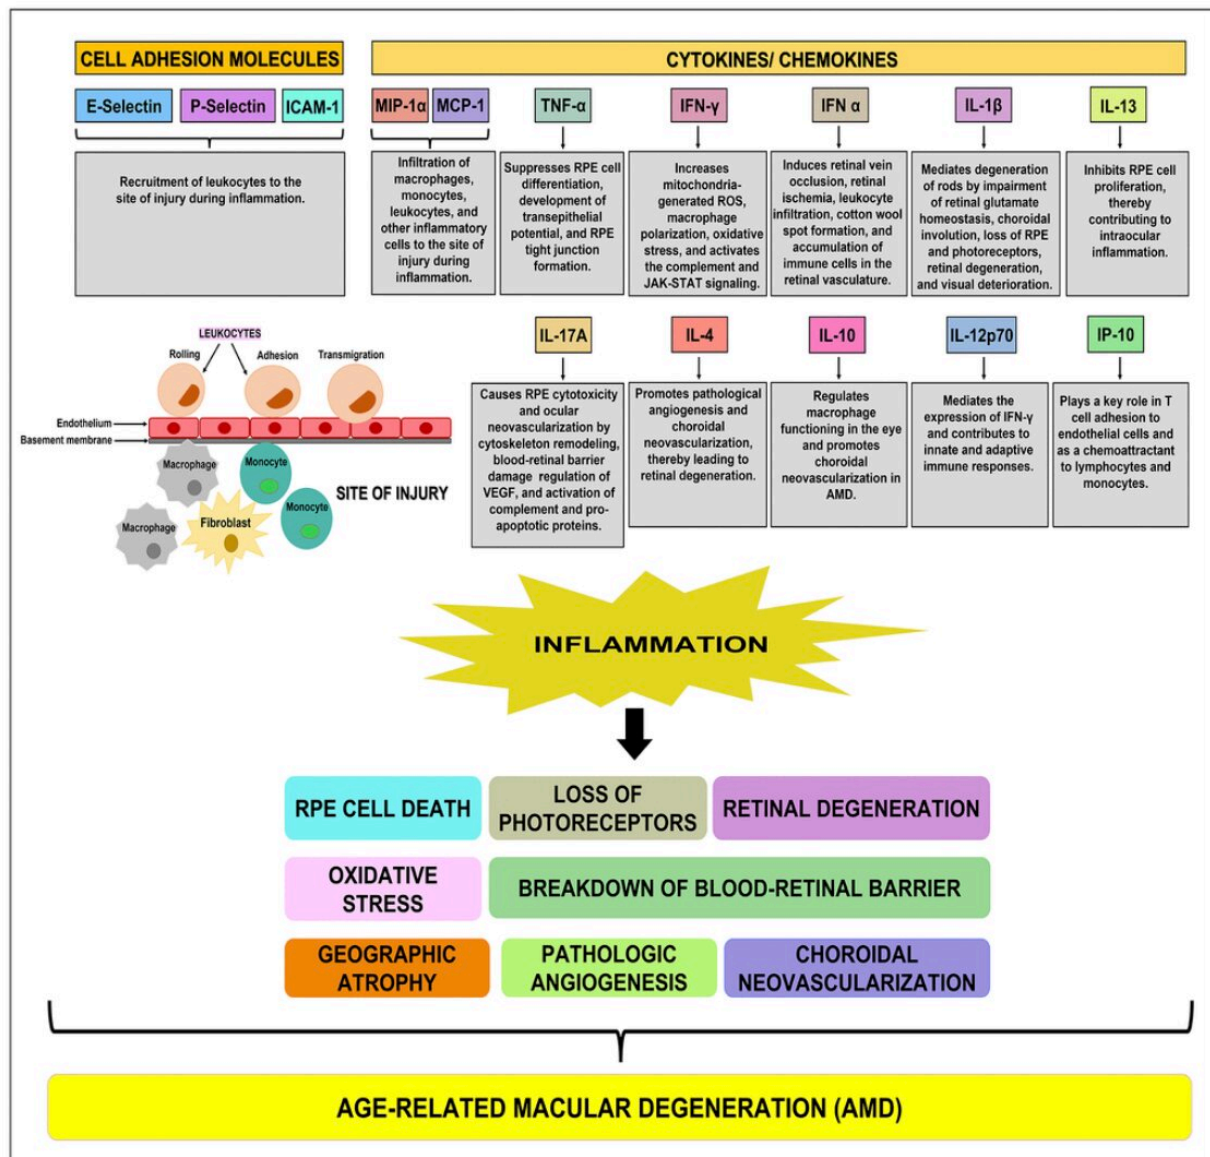 CELL ADHESION MOLECULES
E-Selectin
P-Selectin
ICAM-1
Recruitment of leukocytes to the
site of injury during inflammation.
CYTOKINES/ CHEMOKINES
MIP-1α
MCP-1
Infiltration of
macrophages,
monocytes,
leukocytes, and
other inflammatory
cells to the site of
injury during
inflammation.
TNF-α
Suppresses RPE cell
differentiation,
development of
transepithelial
potential, and RPE
tight junction
formation.
IFN-γ
Increases
mitochondria-
generated ROS,
macrophage
polarization, oxidative
stress, and activates
the complement and
JAK-STAT signaling.
IFN α
Induces retinal vein
occlusion, retinal
ischemia, leukocyte
infiltration, cotton wool
spot formation, and
accumulation of
immune cells in the
retinal vasculature.
IL-1β
Mediates degeneration
of rods by impairment
of retinal glutamate
homeostasis, choroidal
involution, loss of RPE
and photoreceptors,
retinal degeneration,
and visual deterioration.
IL-13
Inhibits RPE cell
proliferation,
thereby
contributing to
intraocular
inflammation.
LEUKOCYTES
Rolling
Adhesion
Transmigration
Endothelium
Basement membrane
Macrophage
Monocyte
SITE OF INJURY
Monocyte
Macrophage
Fibroblast
IL-17A
Causes RPE cytotoxicity
and ocular
neovascularization by
cytoskeleton remodeling,
blood-retinal barrier
damage regulation of
VEGF, and activation of
complement and pro-
apoptotic proteins.
IL-4
Promotes pathological
angiogenesis and
choroidal
neovascularization,
thereby leading to
retinal degeneration.
IL-10
Regulates
macrophage
functioning in the
eye and promotes
choroidal
neovascularization in
AMD.
IL-12p70
Mediates the
expression of IFN-γ
and contributes to
innate and adaptive
immune responses.
IP-10
Plays a key role in T
cell adhesion to
endothelial cells and
as a chemoattractant
to lymphocytes and
monocytes.
INFLAMMATION
RPE CELL DEATH
LOSS OF
PHOTORECEPTORS
RETINAL DEGENERATION
OXIDATIVE
STRESS
BREAKDOWN OF BLOOD-RETINAL BARRIER
GEOGRAPHIC
ATROPHY
PATHOLOGIC
ANGIOGENESIS
CHOROIDAL
NEOVASCULARIZATION
AGE-RELATED MACULAR DEGENERATION (AMD)